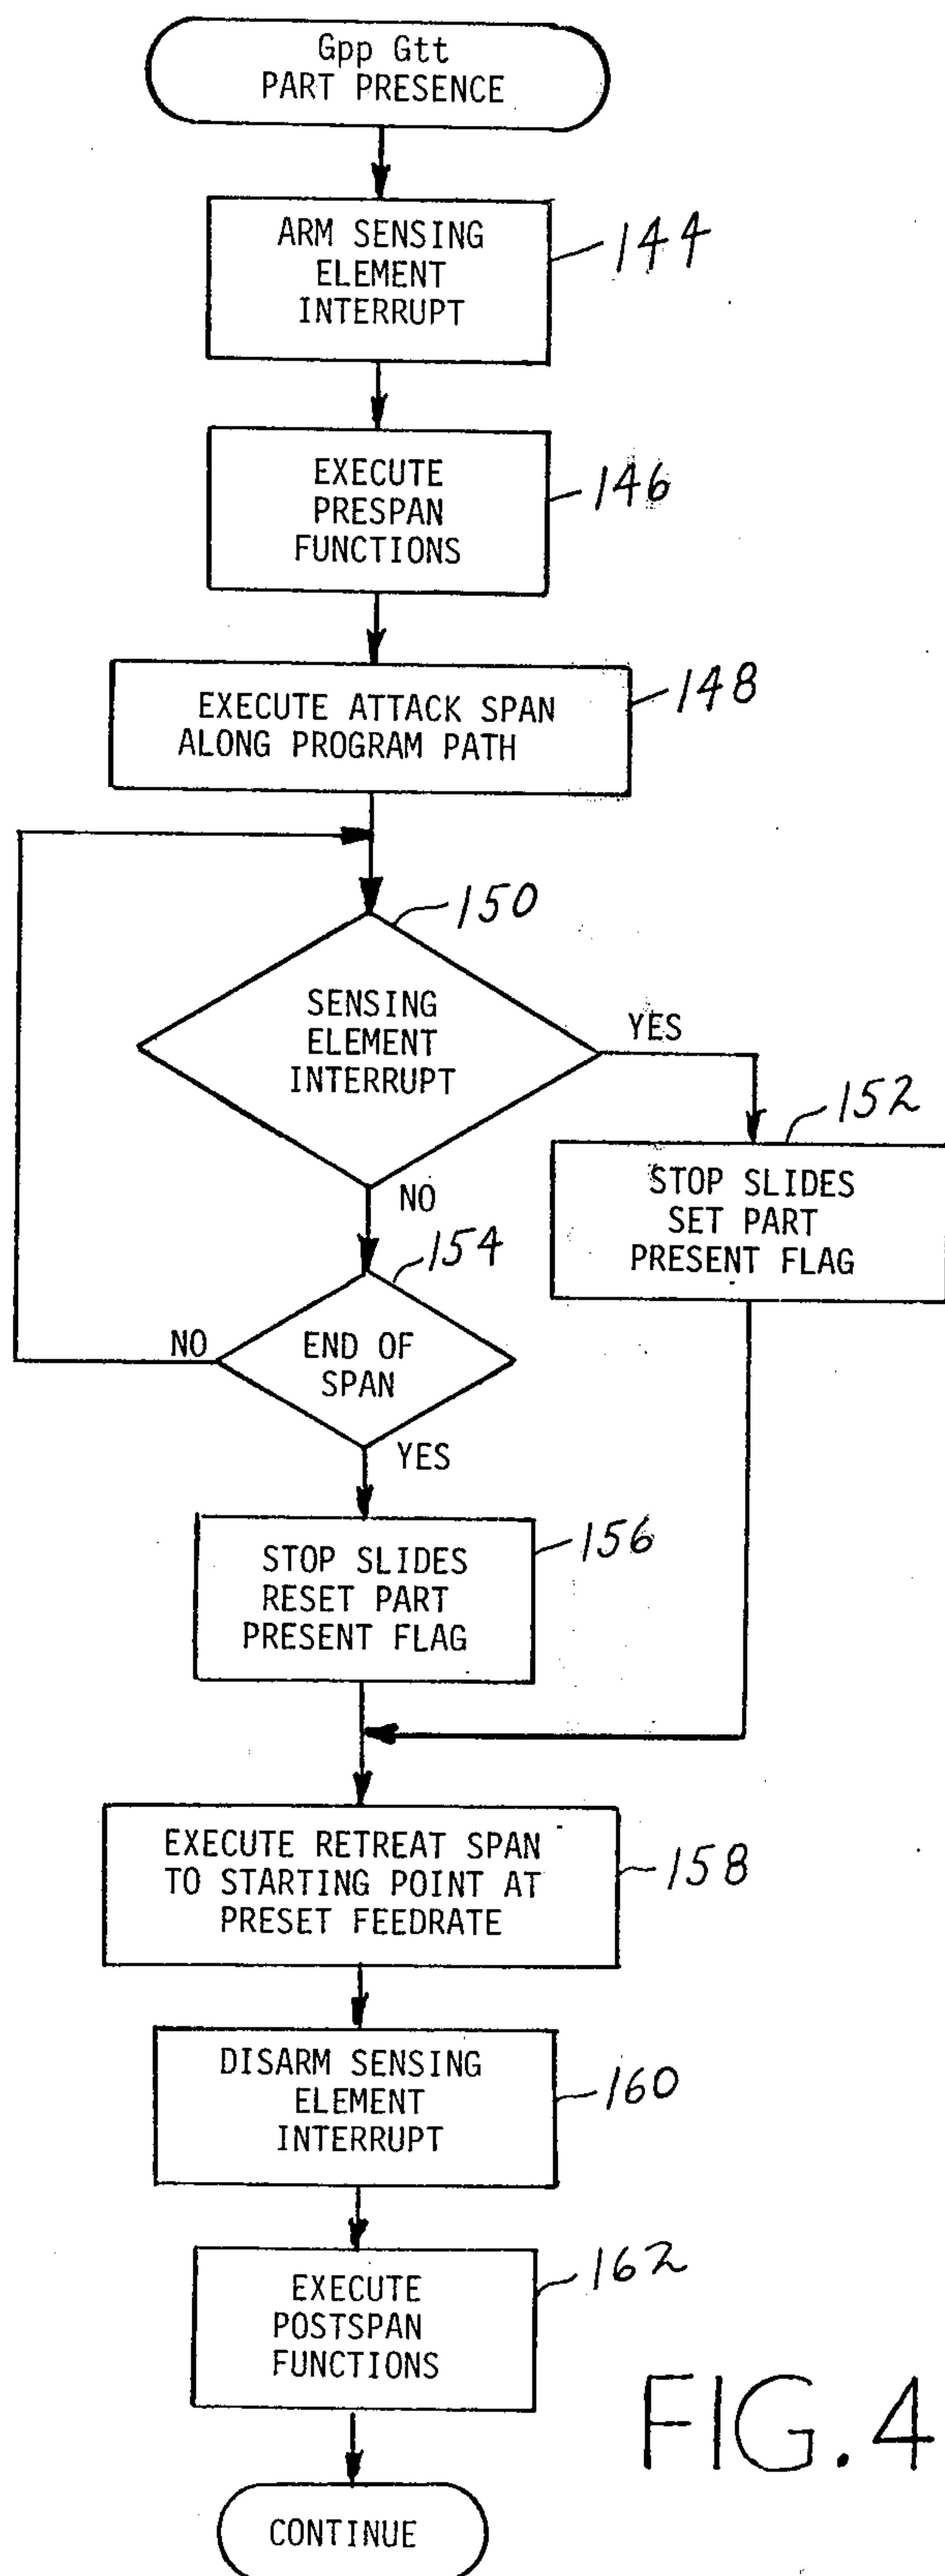 Gpp Gtt
PART PRESENCE
ARM SENSING
ELEMENT
INTERRUPT
144
EXECUTE
PRESPAN
FUNCTIONS
146
EXECUTE ATTACK SPAN
ALONG PROGRAM PATH
148
150
SENSING
ELEMENT
INTERRUPT
YES
NO
152
STOP SLIDES
SET PART
PRESENT FLAG
154
END OF
SPAN
NO
YES
STOP SLIDES
RESET PART
PRESENT FLAG
156
EXECUTE RETREAT SPAN
TO STARTING POINT AT
PRESET FEEDRATE
158
DISARM SENSING
ELEMENT
INTERRUPT
160
EXECUTE
POSTSPAN
FUNCTIONS
162
CONTINUE
FIG. 4